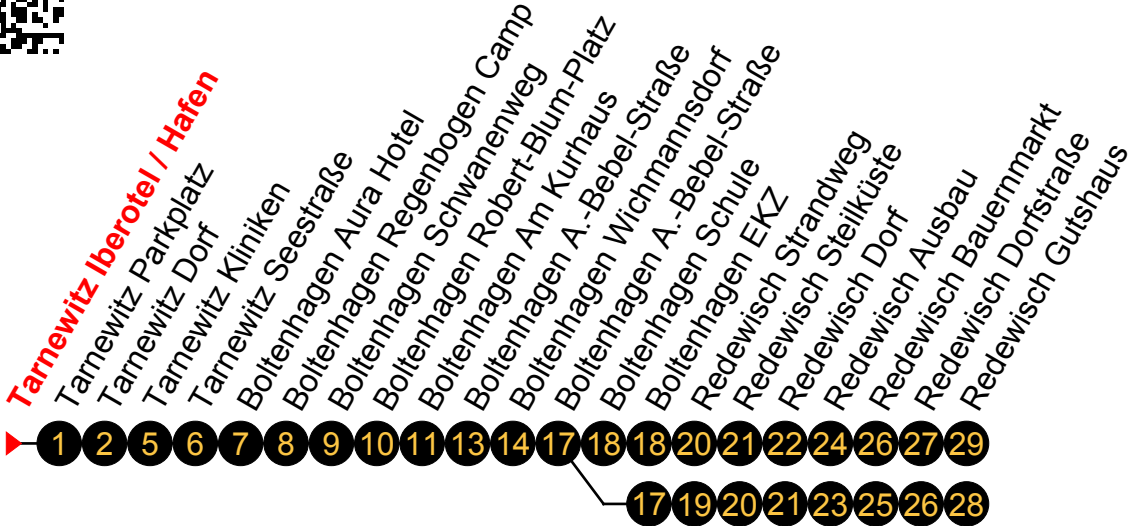 Tarnewitz Iberotel / Hafen
Tarnewitz Parkplatz
Tarnewitz Dorf
Tarnewitz Kliniken
Tarnewitz Seestraße
Boltenhagen Aura Hotel
Boltenhagen Regenbogen Camp
Boltenhagen Schwanenweg
Boltenhagen Robert-Blum-Platz
Boltenhagen Am Kurhaus
Boltenhagen A.-Bebel-Straße
Boltenhagen Wichmannsdorf
Boltenhagen A.-Bebel-Straße
Boltenhagen Schule
Boltenhagen EKZ
Redewisch Strandweg
Redewisch Steilküste
Redewisch Dorf
Redewisch Ausbau
Redewisch Bauernmarkt
Redewisch Dorfstraße
Redewisch Gutshaus
1 2 5 6 7 8 9 10 11 13 14 17 18 18 20 21 22 24 26 27 29
17 19 20 21 23 25 26 28